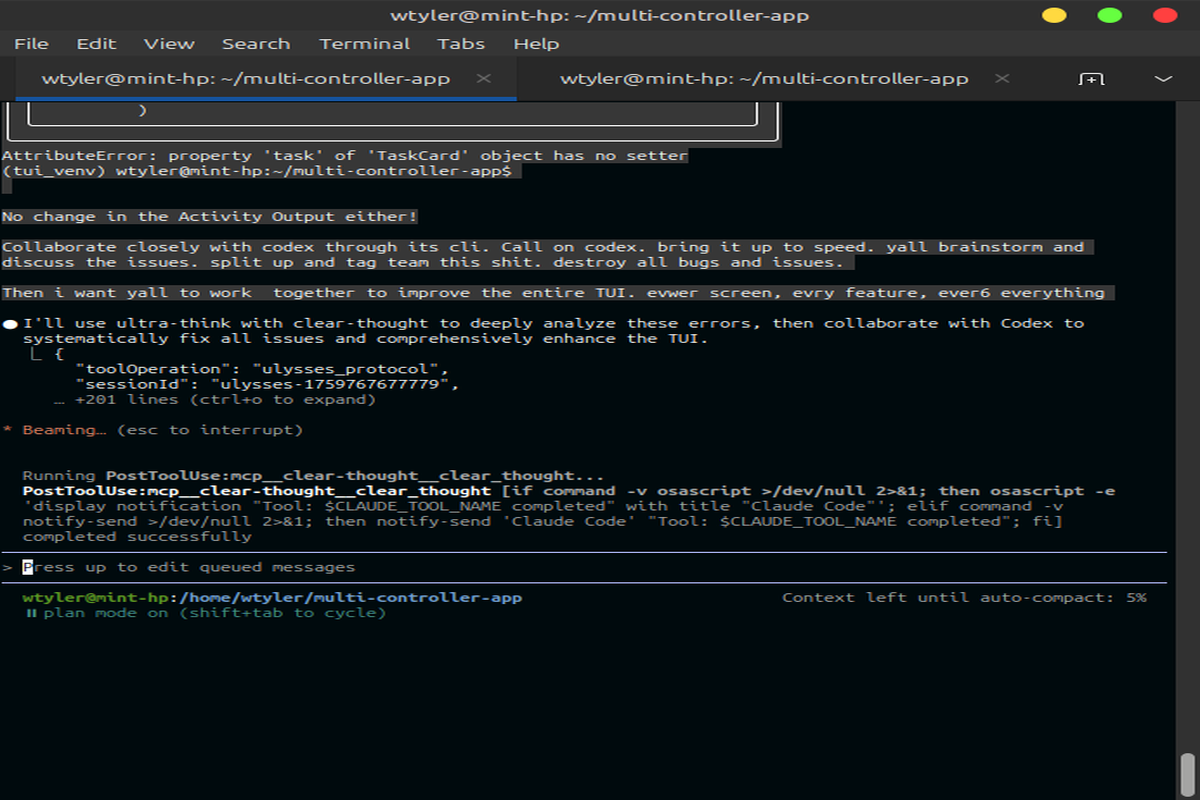 wtyler@mint-hp: ~/multi-controller-app
File Edit View Search Terminal Tabs Help
wtyler@mint-hp: ~/multi-controller-app × wtyler@mint-hp: ~/multi-controller-app ×
)
AttributeError: property 'task' of 'TaskCard' object has no setter
(tui_venv) wtyler@mint-hp:~/multi-controller-app$
No change in the Activity Output either!
Collaborate closely with codex through its cli. Call on codex. bring it up to speed. yall brainstorm and
discuss the issues. split up and tag team this shit. destroy all bugs and issues.
Then i want yall to work  together to improve the entire TUI. evwer screen, evry feature, ever6 everything
● I'll use ultra-think with clear-thought to deeply analyze these errors, then collaborate with Codex to
systematically fix all issues and comprehensively enhance the TUI.
⎿ {
"toolOperation": "ulysses_protocol",
"sessionId": "ulysses-1759767677779",
… +201 lines (ctrl+o to expand)
* Beaming… (esc to interrupt)
Running PostToolUse:mcp__clear-thought__clear_thought...
PostToolUse:mcp__clear-thought__clear_thought [if command -v osascript >/dev/null 2>&1; then osascript -e
'display notification "Tool: $CLAUDE_TOOL_NAME completed" with title "Claude Code"'; elif command -v
notify-send >/dev/null 2>&1; then notify-send 'Claude Code' "Tool: $CLAUDE_TOOL_NAME completed"; fi]
completed successfully
> Press up to edit queued messages
wtyler@mint-hp:/home/wtyler/multi-controller-app Context left until auto-compact: 5%
⏸ plan mode on (shift+tab to cycle)